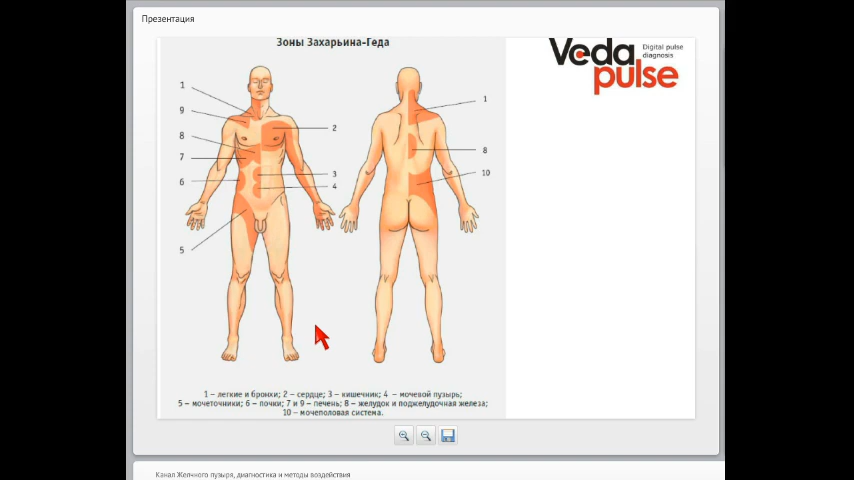 Презентация
Зоны Захарьина-Геда
Veda
pulse
Digital pulse
diagnosis
1
9
8
7
6
5
2
3
4
1
8
10
1 – легкие и бронхи; 2 – сердце; 3 – кишечник; 4 – мочевой пузырь;
5 – мочеточники; 6 – почки; 7 и 9 – печень; 8 – желудок и поджелудочная железа;
10 – мочеполовая система.
Канал Желчного пузыря, диагностика и методы воздействия